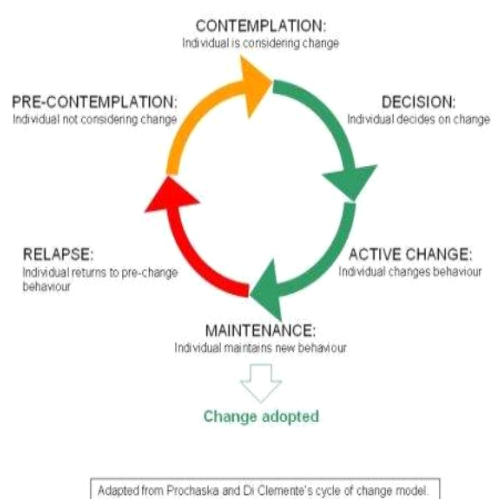 CONTEMPLATION:
Individual is considering change
PRE-CONTEMPLATION:
Individual not considering change
DECISION:
Individual decides on change
RELAPSE:
Individual returns to pre-change
behaviour
ACTIVE CHANGE:
Individual changes behaviour
MAINTENANCE:
Individual maintains new behaviour
Change adopted
Adapted from Prochaska and Di Clemente's cycle of change model.